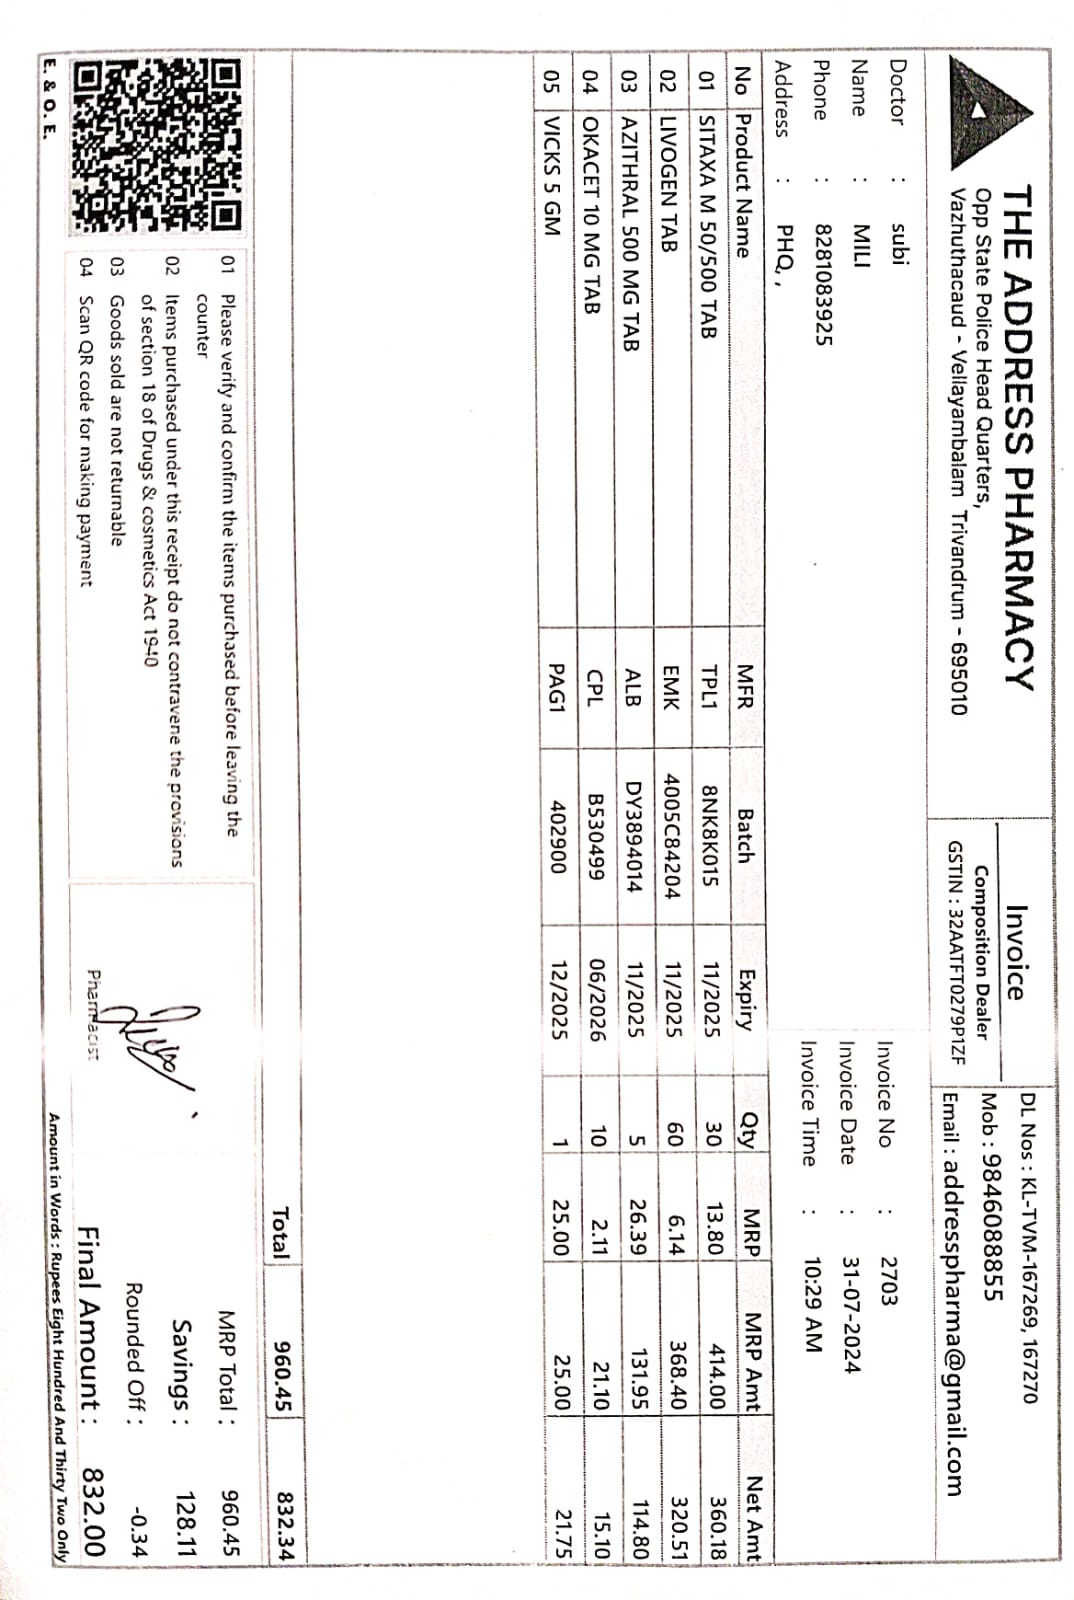 THE ADDRESS PHARMACY
Opp State Police Head Quarters,
Vazhuthacaud - Vellayambalam Trivandrum - 695010
Invoice
Composition Dealer
GSTIN : 32AATFT0279P1ZF
DL Nos : KL-TVM-167269, 167270
Mob : 9846088855
Email : addresspharma@gmail.com
Doctor : subi
Name : MILI
Phone : 8281083925
Address : PHQ, ,
Invoice No : 2703
Invoice Date : 31-07-2024
Invoice Time : 10:29 AM
No Product Name MFR Batch Expiry Qty MRP MRP Amt Net Amt
01 SITAXA M 50/500 TAB TPL1 8NK8K015 11/2025 30 13.80 414.00 360.18
02 LIVOGEN TAB EMK 4005C84204 11/2025 60 6.14 368.40 320.51
03 AZITHRAL 500 MG TAB ALB DY3894014 11/2025 5 26.39 131.95 114.80
04 OKACET 10 MG TAB CPL B530499 06/2026 10 2.11 21.10 15.10
05 VICKS 5 GM PAG1 402900 12/2025 1 25.00 25.00 21.75
Total 960.45 832.34
01 Please verify and confirm the items purchased before leaving the
counter
02 Items purchased under this receipt do not contravene the provisions
of section 18 of Drugs & cosmetics Act 1940
03 Goods sold are not returnable
04 Scan QR code for making payment
E. & O. E.
Pharmacist
MRP Total : 960.45
Savings : 128.11
Rounded Off : -0.34
Final Amount : 832.00
Amount in Words : Rupees Eight Hundred And Thirty Two Only